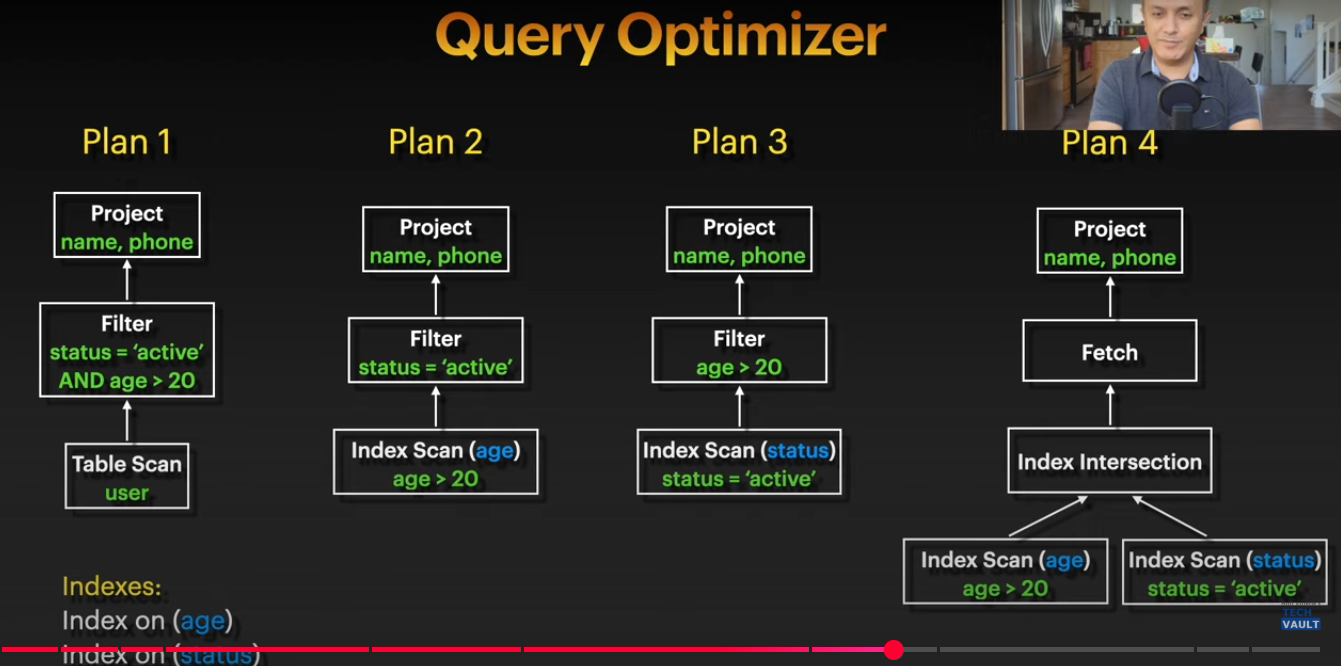 Query Optimizer
Plan 1
Project
name, phone
Filter
status = ‘active’
AND age > 20
Table Scan
user
Plan 2
Project
name, phone
Filter
status = ‘active’
Index Scan (age)
age > 20
Plan 3
Project
name, phone
Filter
age > 20
Index Scan (status)
status = ‘active’
Plan 4
Project
name, phone
Fetch
Index Intersection
Index Scan (age)
age > 20
Index Scan (status)
status = ‘active’
Indexes:
Index on (age)
Index on (status)
TECH
VAULT